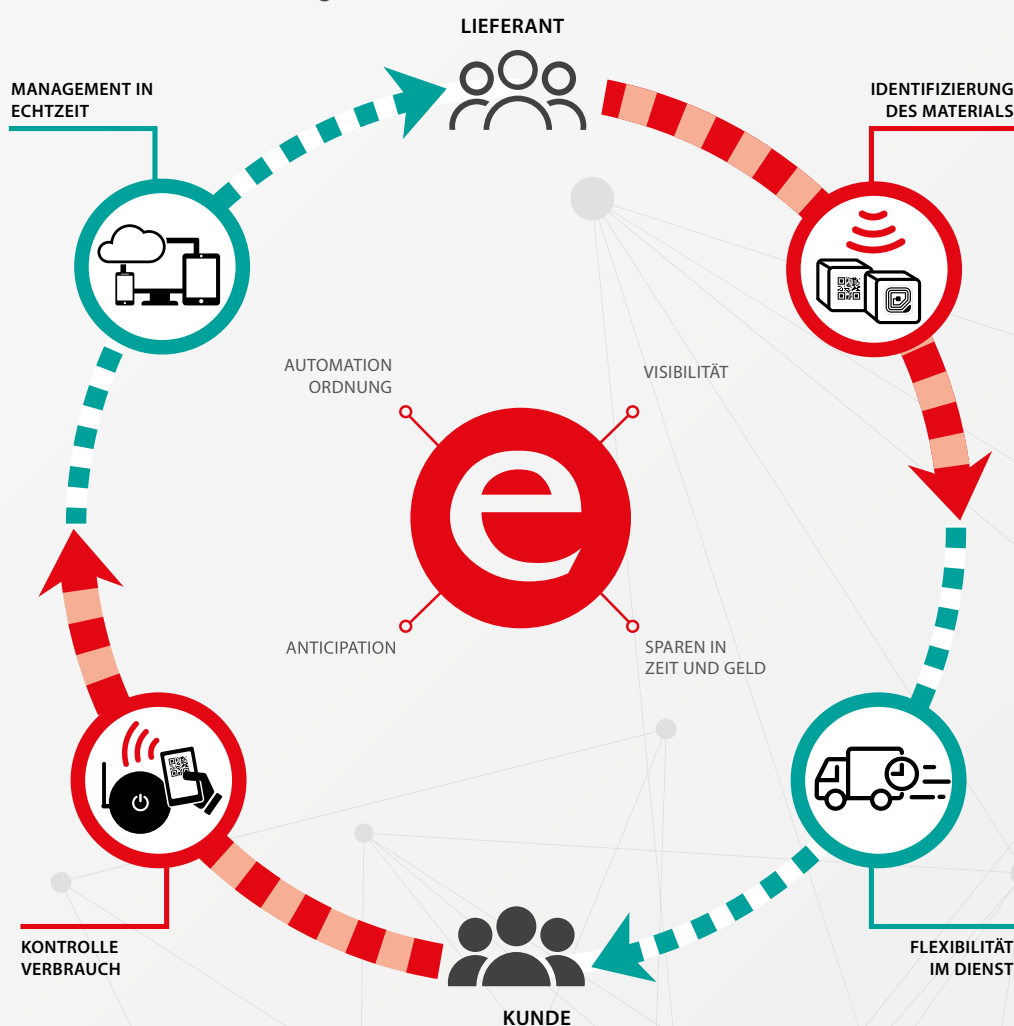 LIEFERANT
MANAGEMENT IN
ECHTZEIT
IDENTIFIZIERUNG
DES MATERIALS
AUTOMATION
ORDNUNG
VISIBILITÄT
e
ANTICIPATION
SPAREN IN
ZEIT UND GELD
KONTROLLE
VERBRAUCH
FLEXIBILITÄT
IM DIENST
KUNDE